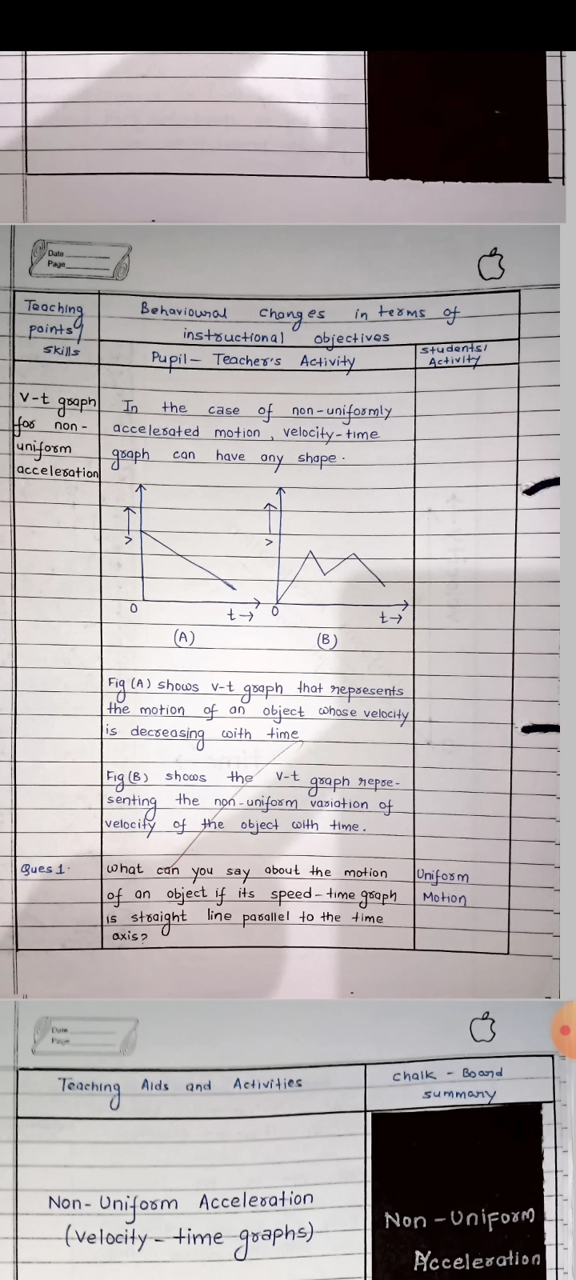 Date
Page
Teaching points/ skills
Behavioural changes in terms of
instructional objectives
Pupil- Teacher's Activity
Students' Activity
V-t graph
for non-
uniform
acceleration
In the case of non-uniformly
accelerated motion, velocity-time
graph can have any shape.
v
0
t→
(A)
v
0
t→
(B)
Fig (A) shows v-t graph that represents
the motion of an object whose velocity
is decreasing with time
Fig (B) shows the v-t graph repre-
senting the non-uniform variation of
velocity of the object with time.
Ques 1.
What can you say about the motion
of an object if its speed-time graph
is straight line parallel to the time
axis?
Uniform
Motion
Date
Page
Teaching Aids and Activities
Chalk - Board
summary
Non-Uniform Acceleration
(Velocity-time graphs)
Non-Uniform
Acceleration